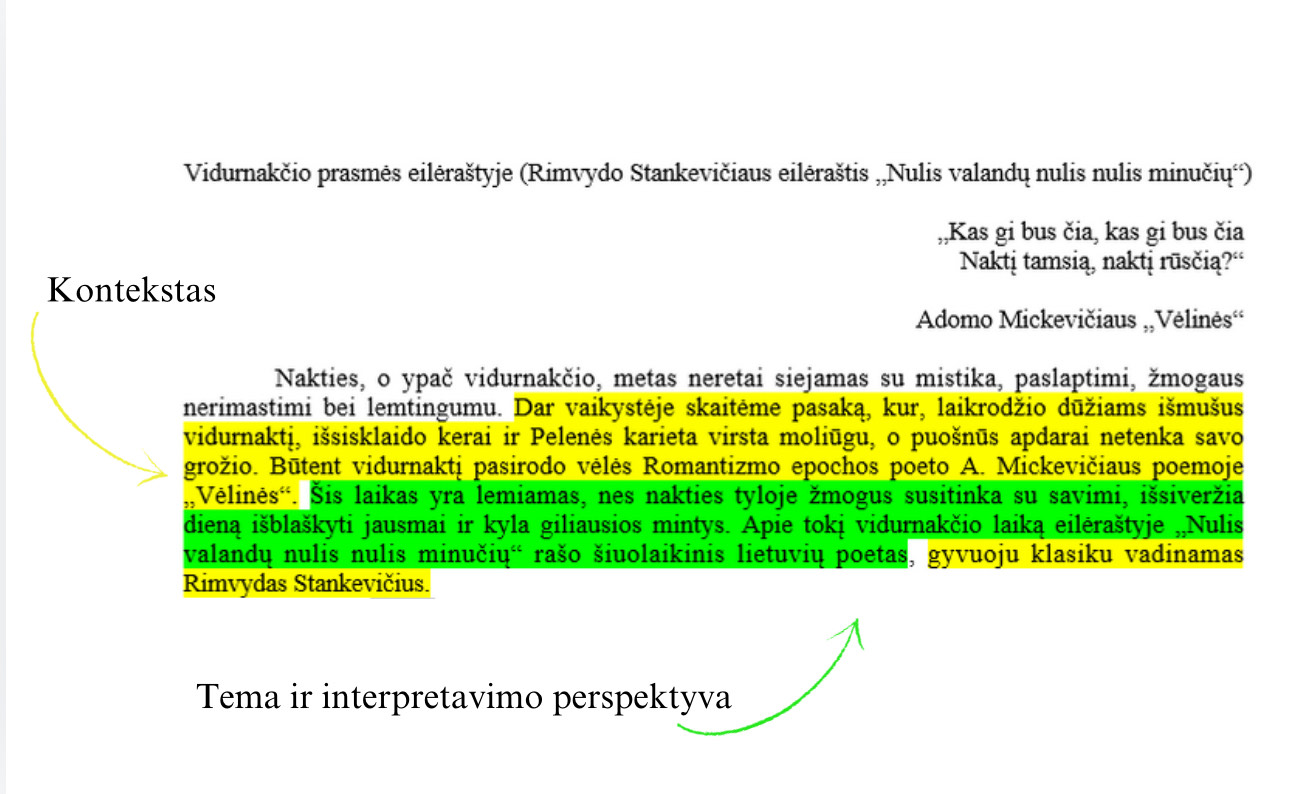 Vidurnakčio prasmės eilėraštyje (Rimvydo Stankevičiaus eilėraštis „Nulis valandų nulis nulis minučių“)
„Kas gi bus čia, kas gi bus čia
Naktį tamsią, naktį rūsčią?“
Kontekstas
Adomo Mickevičiaus „Vėlinės“
Nakties, o ypač vidurnakčio, metas neretai siejamas su mistika, paslaptimi, žmogaus
nerimastimi bei lemtingumu. Dar vaikystėje skaitėme pasaką, kur, laikrodžio dūžiams išmušus
vidurnaktį, išsisklaido kerai ir Pelenės karieta virsta moliūgu, o puošnūs apdarai netenka savo
grožio. Būtent vidurnaktį pasirodo vėlės Romantizmo epochos poeto A. Mickevičiaus poemoje
„Vėlinės“. Šis laikas yra lemiamas, nes nakties tyloje žmogus susitinka su savimi, išsiveržia
dieną išblaškyti jausmai ir kyla giliausios mintys. Apie tokį vidurnakčio laiką eilėraštyje „Nulis
valandų nulis nulis minučių“ rašo šiuolaikinis lietuvių poetas, gyvuoju klasiku vadinamas
Rimvydas Stankevičius.
Tema ir interpretavimo perspektyva